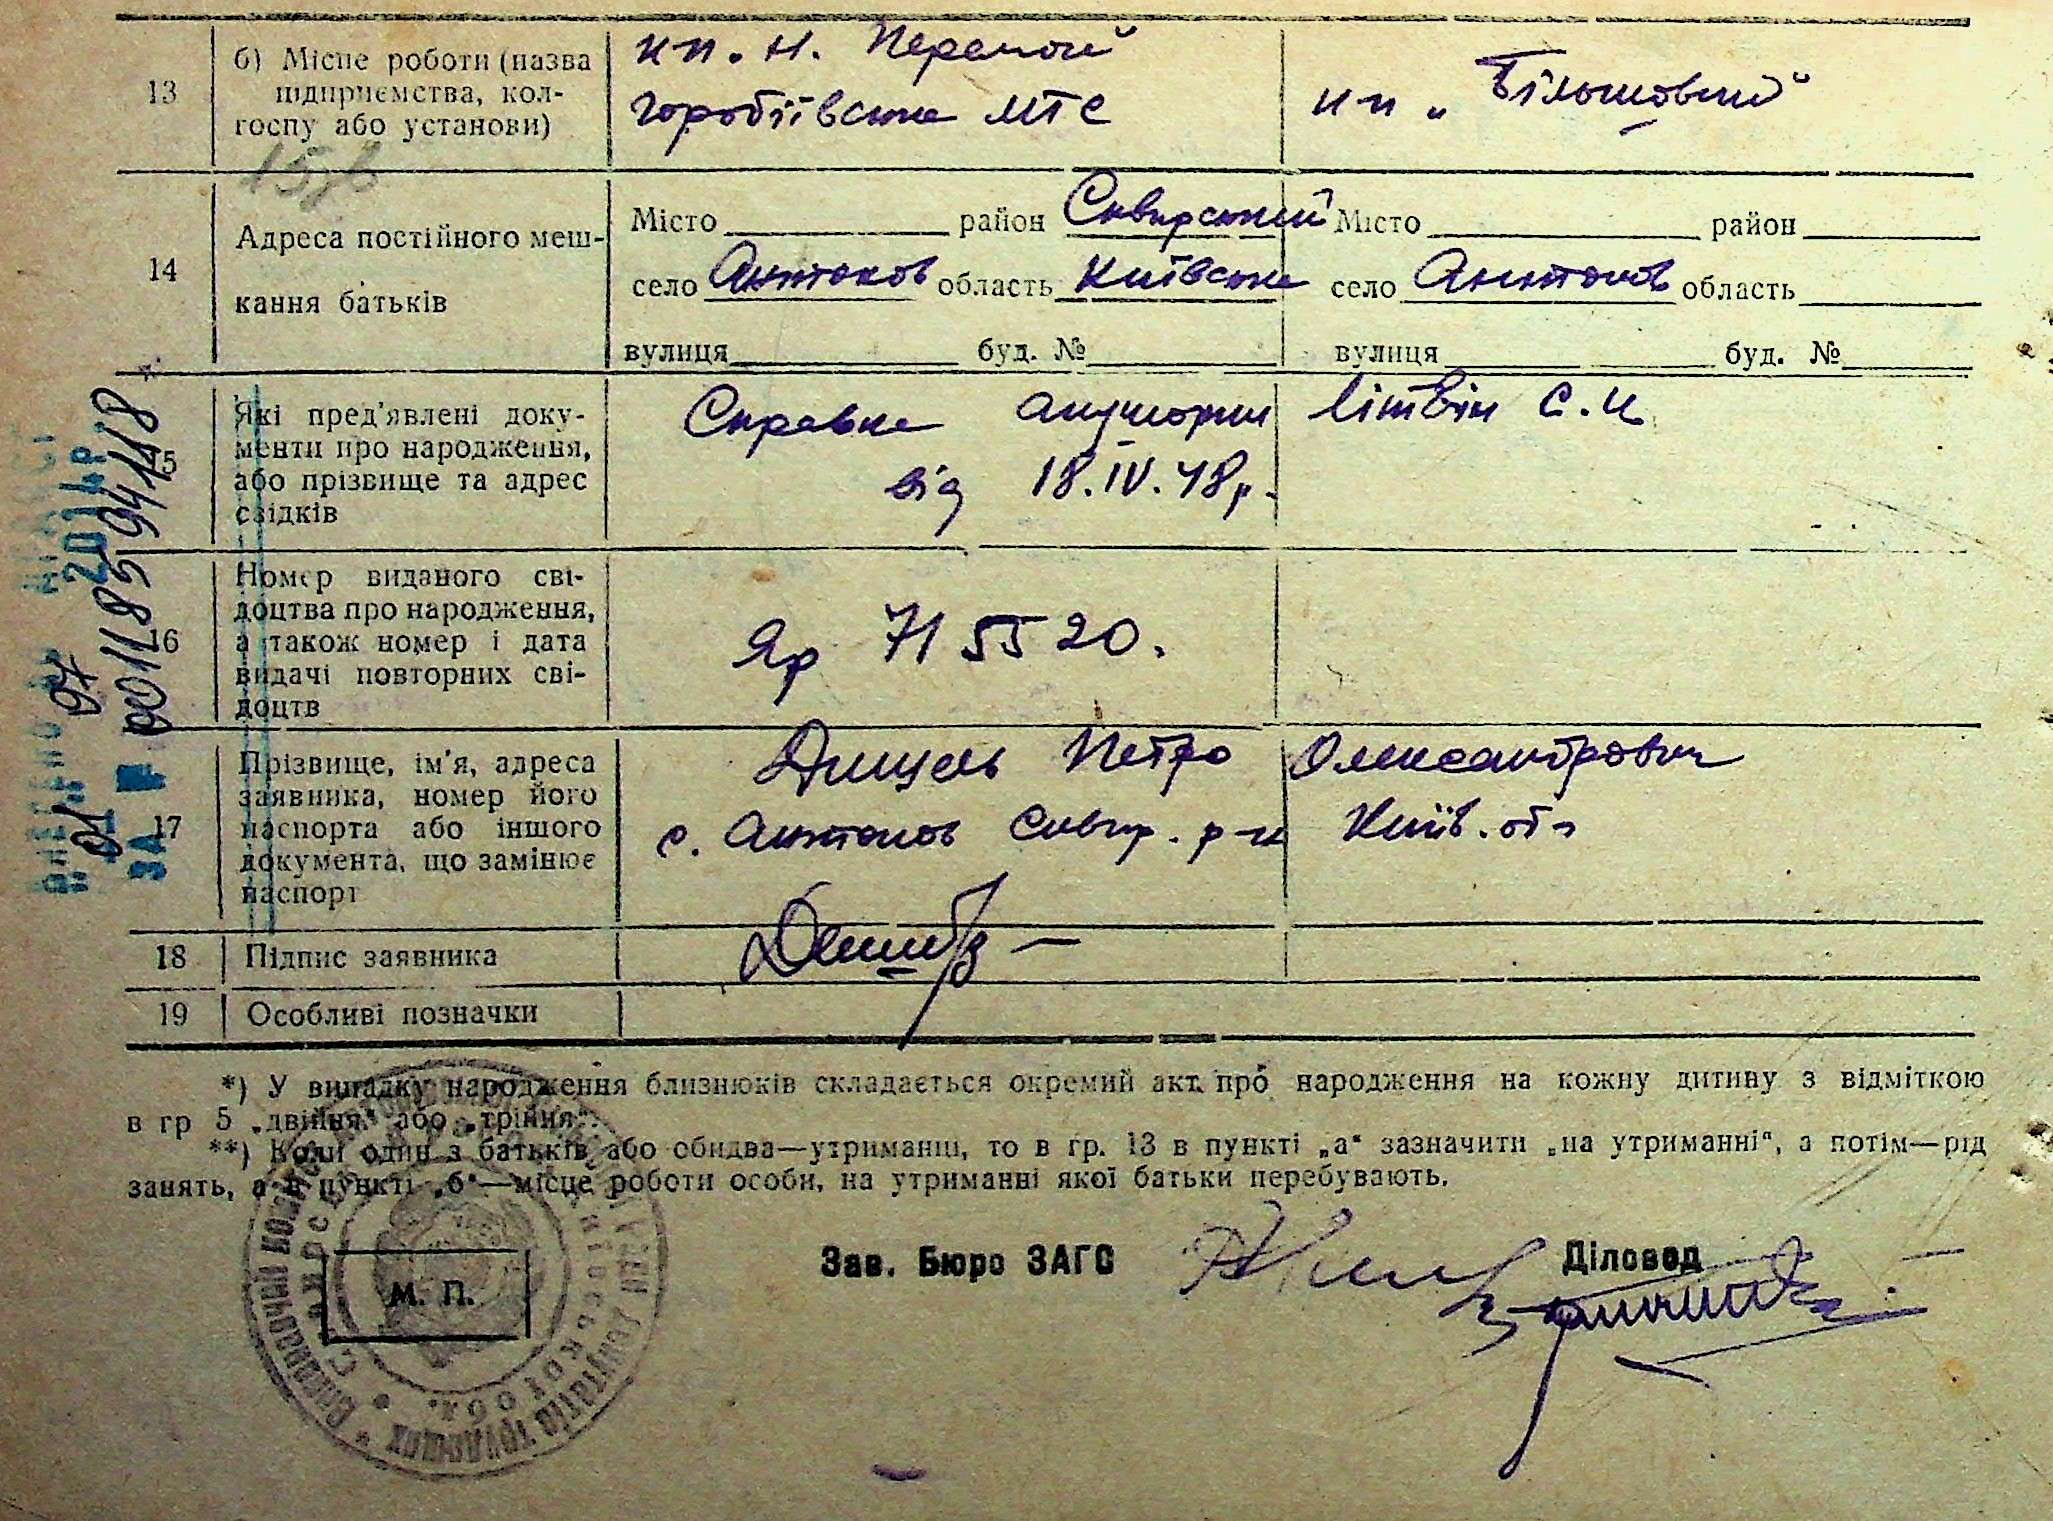 13
б) Місце роботи (назва
підприємства, кол-
госпу або установи)
горобіївська МТС
14
Адреса постійного меш-
кання батьків
Місто район Сквирський
село Антонов область Київська
вулиця буд. №
Місто район
село Антонов область
вулиця буд. №
15
Які пред'явлені доку-
менти про народження,
або прізвище та адрес
свідків
Справка акушорки Літвін С.И
від 18.IV.48р.
16
Номер виданого сві-
доцтва про народження,
а також номер і дата
видачі повторних сві-
доцтв
Яр 715520.
17
Прізвище, ім'я, адреса
заявника, номер його
паспорта або іншого
документа, що замінює
паспорт
Петро Олександрович
с. Антонов Сквир. р-н Київ. обл
18
Підпис заявника
19
Особливі позначки
*) У випадку народження близнюків складається окремий акт про народження на кожну дитину з відміткою
в гр 5 „двійня“ або „трійня“.
**) Коли один з батьків або обидва—утриманці, то в гр. 13 в пункті „а“ зазначити „на утриманні“, а потім—рід
занять, а в пункті „б“—місце роботи особи, на утриманні якої батьки перебувають.
Зав. Бюро ЗАГС
Діловод
М. П.